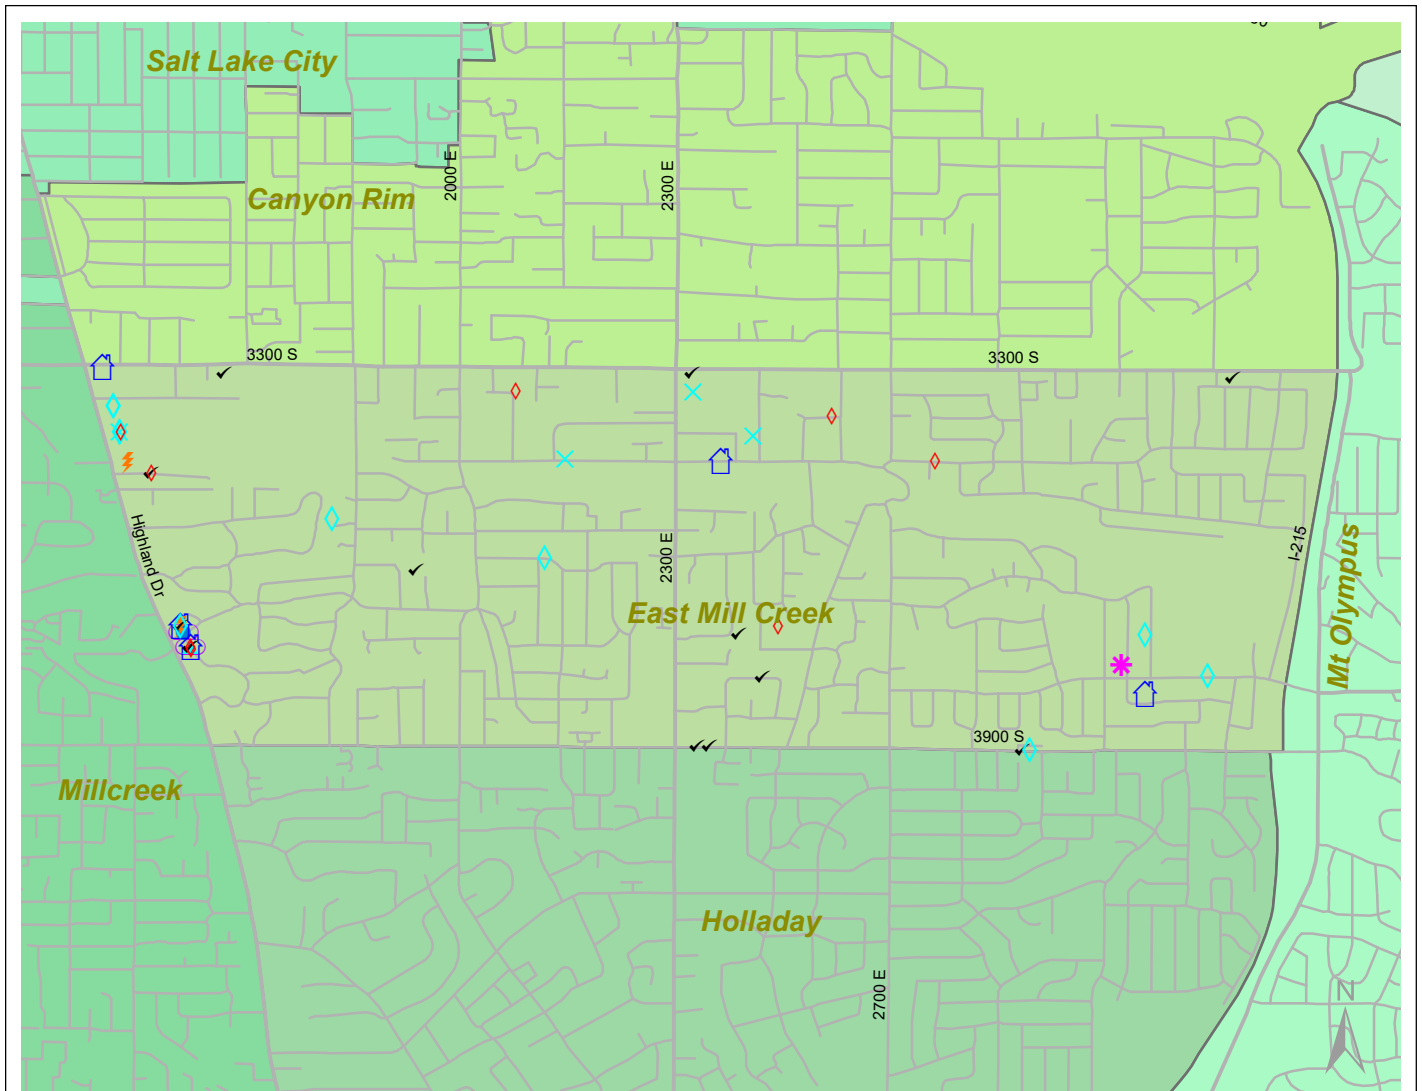 Salt Lake City
Canyon Rim
2000 E
2300 E
3300 S
3300 S
Highland Dr
2300 E
I-215
East Mill Creek
Mt Olympus
3900 S
Millcreek
Holladay
2700 E
N